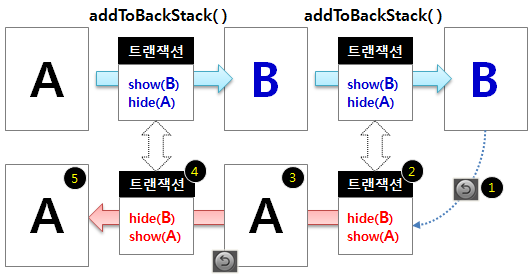 addToBackStack( )
addToBackStack( )
A
트랜잭션
show(B)
hide(A)
B
트랜잭션
show(B)
hide(A)
B
A
5
트랜잭션
4
hide(B)
show(A)
A
3
트랜잭션
2
hide(B)
show(A)
1